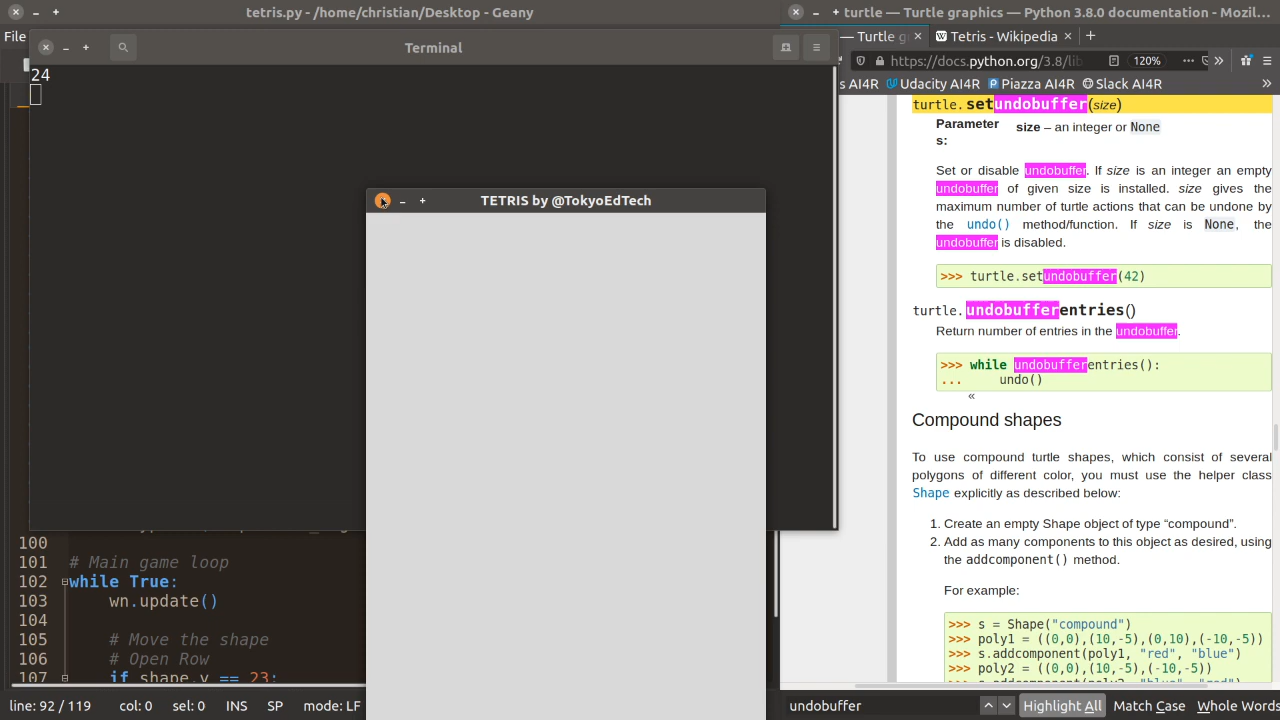 tetris.py - /home/christian/Desktop - Geany
File
Terminal
24
TETRIS by @TokyoEdTech
100
101 # Main game loop
102 while True:
103 wn.update()
104
105 # Move the shape
106 # Open Row
107 if shape.y == 23:
line: 92 / 119 col: 0 sel: 0 INS SP mode: LF
turtle — Turtle graphics — Python 3.8.0 documentation - Mozil...
— Turtle g
Tetris - Wikipedia
https://docs.python.org/3.8/lib
120%
s AI4R Udacity AI4R Piazza AI4R Slack AI4R
turtle.setundobuffer(size)
Parameter
s:
size – an integer or None
Set or disable undobuffer. If size is an integer an empty
undobuffer of given size is installed. size gives the
maximum number of turtle actions that can be undone by
the undo() method/function. If size is None, the
undobuffer is disabled.
>>> turtle.setundobuffer(42)
turtle.undobufferentries()
Return number of entries in the undobuffer.
>>> while undobufferentries():
... undo()
«
Compound shapes
To use compound turtle shapes, which consist of several
polygons of different color, you must use the helper class
Shape explicitly as described below:
1. Create an empty Shape object of type “compound”.
2. Add as many components to this object as desired, using
the addcomponent() method.
For example:
>>> s = Shape("compound")
>>> poly1 = ((0,0),(10,-5),(0,10),(-10,-5))
>>> s.addcomponent(poly1, "red", "blue")
>>> poly2 = ((0,0),(10,-5),(-10,-5))
undobuffer
Highlight All Match Case Whole Words